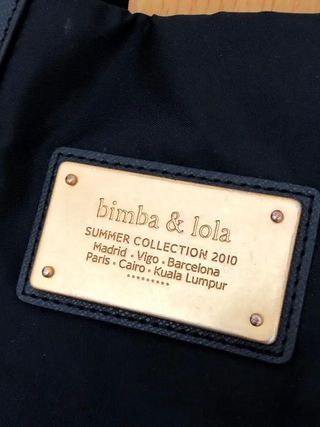 bimba & lola
SUMMER COLLECTION 2010
Madrid • Vigo • Barcelona
Paris • Cairo • Kuala Lumpur
•••••••••